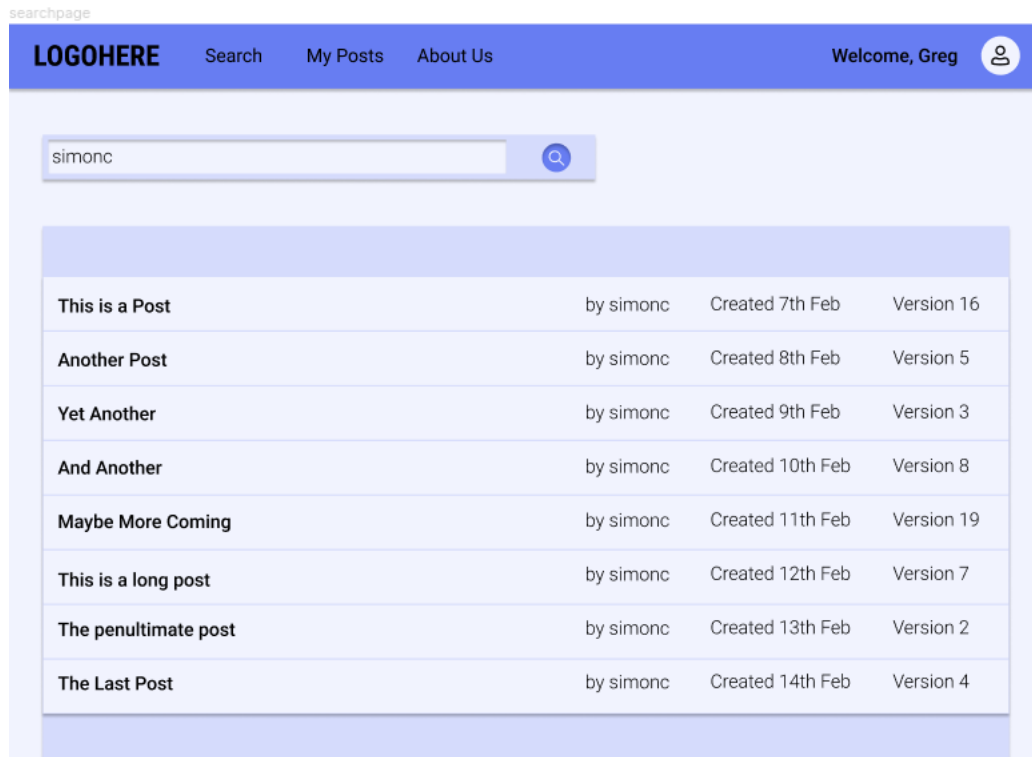 searchpage
LOGOHERE Search My Posts About Us Welcome, Greg
simonc
This is a Post by simonc Created 7th Feb Version 16
Another Post by simonc Created 8th Feb Version 5
Yet Another by simonc Created 9th Feb Version 3
And Another by simonc Created 10th Feb Version 8
Maybe More Coming by simonc Created 11th Feb Version 19
This is a long post by simonc Created 12th Feb Version 7
The penultimate post by simonc Created 13th Feb Version 2
The Last Post by simonc Created 14th Feb Version 4